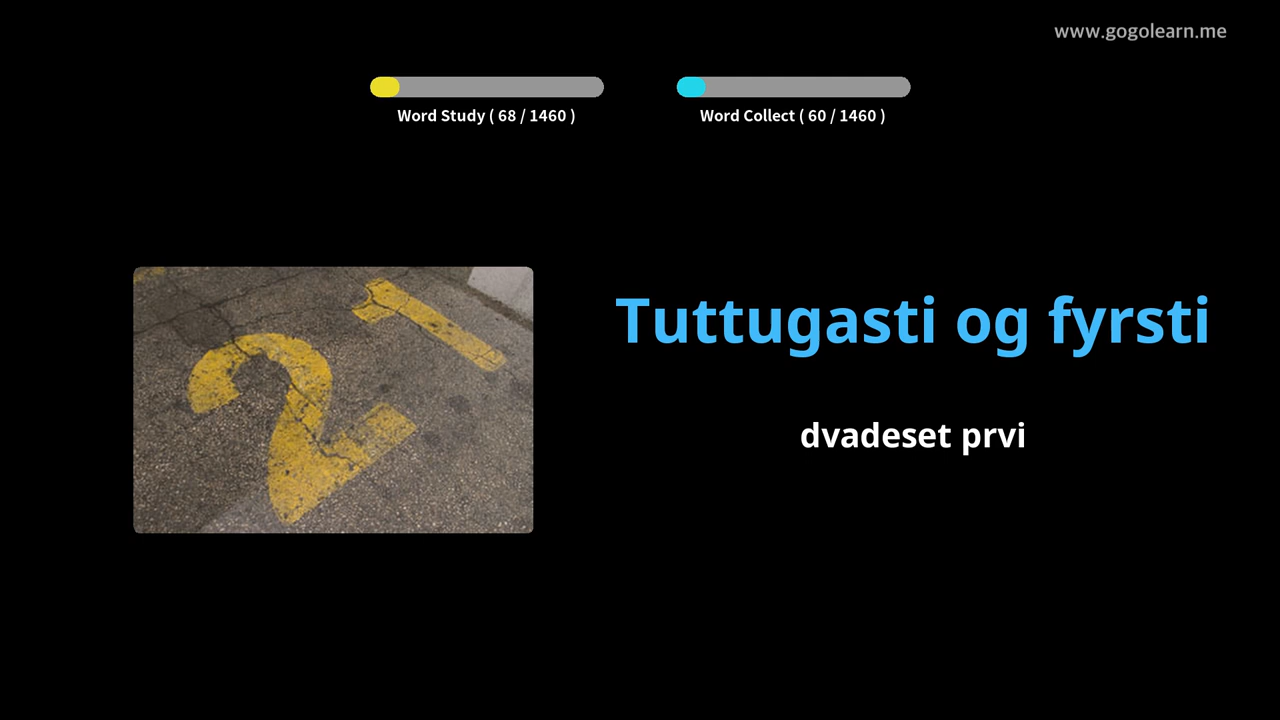 www.gogolearn.me
Word Study ( 68 / 1460 )
Word Collect ( 60 / 1460 )
21
Tuttugasti og fyrsti
dvadeset prvi